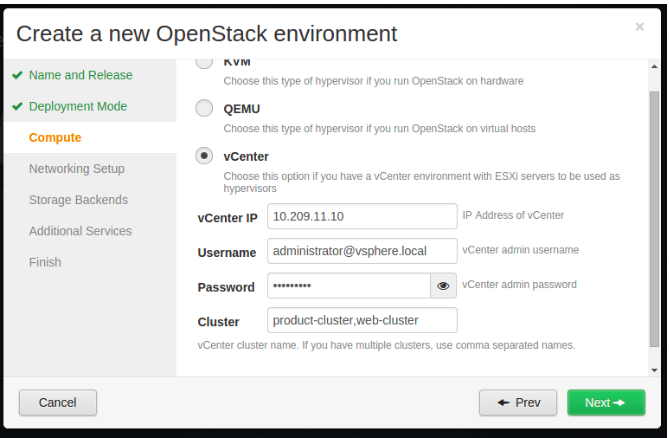 Create a new OpenStack environment
×
Name and Release
Deployment Mode
Compute
Networking Setup
Storage Backends
Additional Services
Finish
KVM
Choose this type of hypervisor if you run OpenStack on hardware
QEMU
Choose this type of hypervisor if you run OpenStack on virtual hosts
vCenter
Choose this option if you have a vCenter environment with ESXi servers to be used as
hypervisors
vCenter IP 10.209.11.10 IP Address of vCenter
Username administrator@vsphere.local vCenter admin username
Password ••••••••• vCenter admin password
Cluster product-cluster,web-cluster
vCenter cluster name. If you have multiple clusters, use comma separated names.
Cancel
Prev
Next